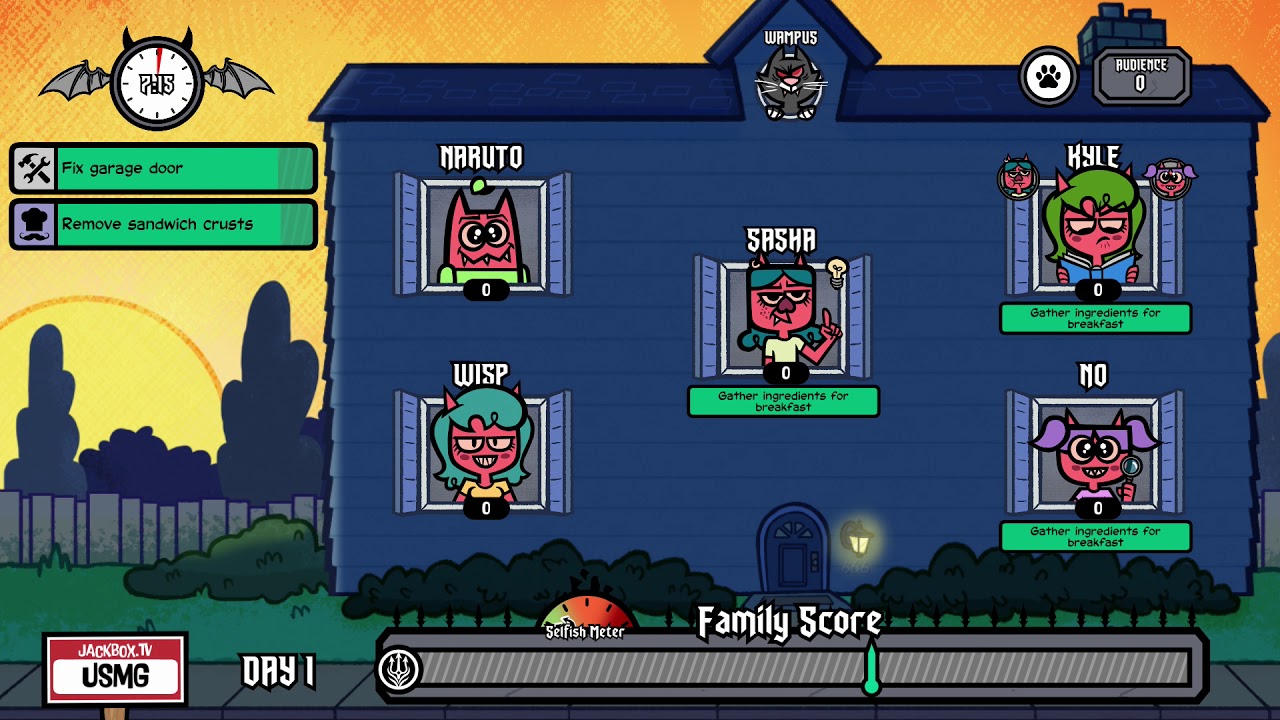 WAMPUS
AUDIENCE
0
Fix garage door
Remove sandwich crusts
NARUTO
0
KYLE
0
Gather ingredients for
breakfast
SASHA
0
Gather ingredients for
breakfast
WISP
0
NO
0
Gather ingredients for
breakfast
Selfish Meter
Family Score
JACKBOX.TV
USMG
DAY 1